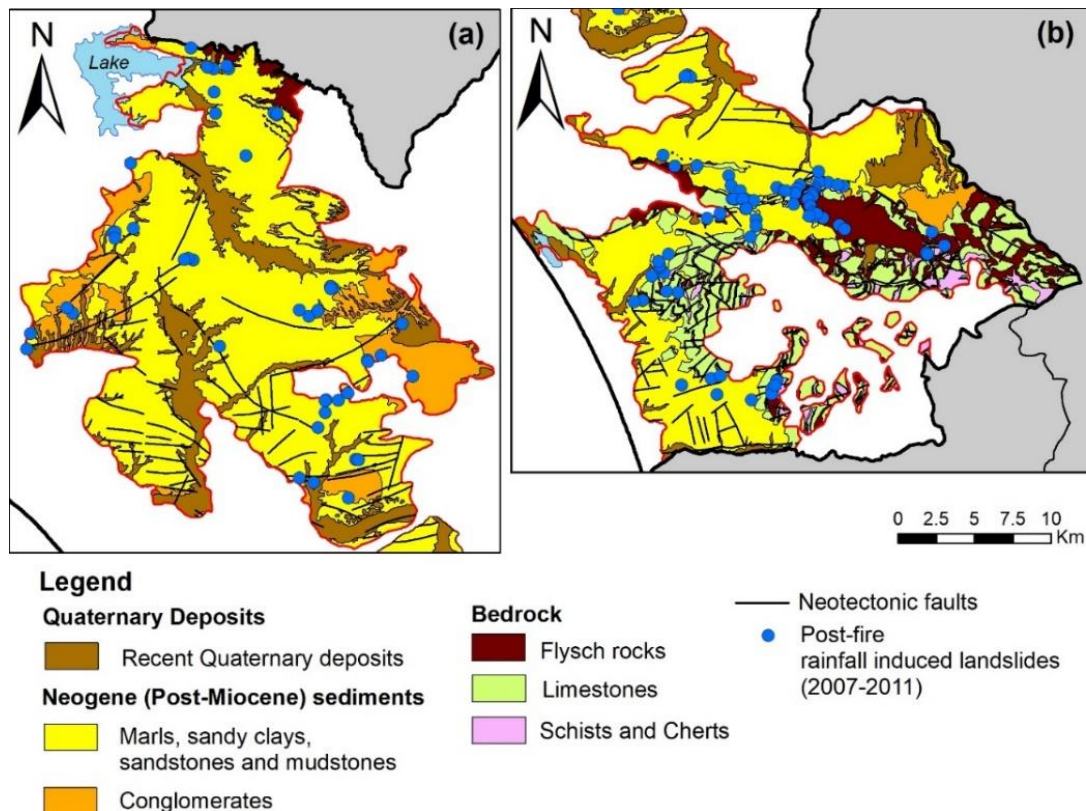 N
Lake
(a)
N
(b)
0 2.5 5 7.5 10
Km
Legend
Quaternary Deposits
Recent Quaternary deposits
Neogene (Post-Miocene) sediments
Marls, sandy clays,
sandstones and mudstones
Conglomerates
Bedrock
Flysch rocks
Limestones
Schists and Cherts
Neotectonic faults
Post-fire
rainfall induced landslides
(2007-2011)